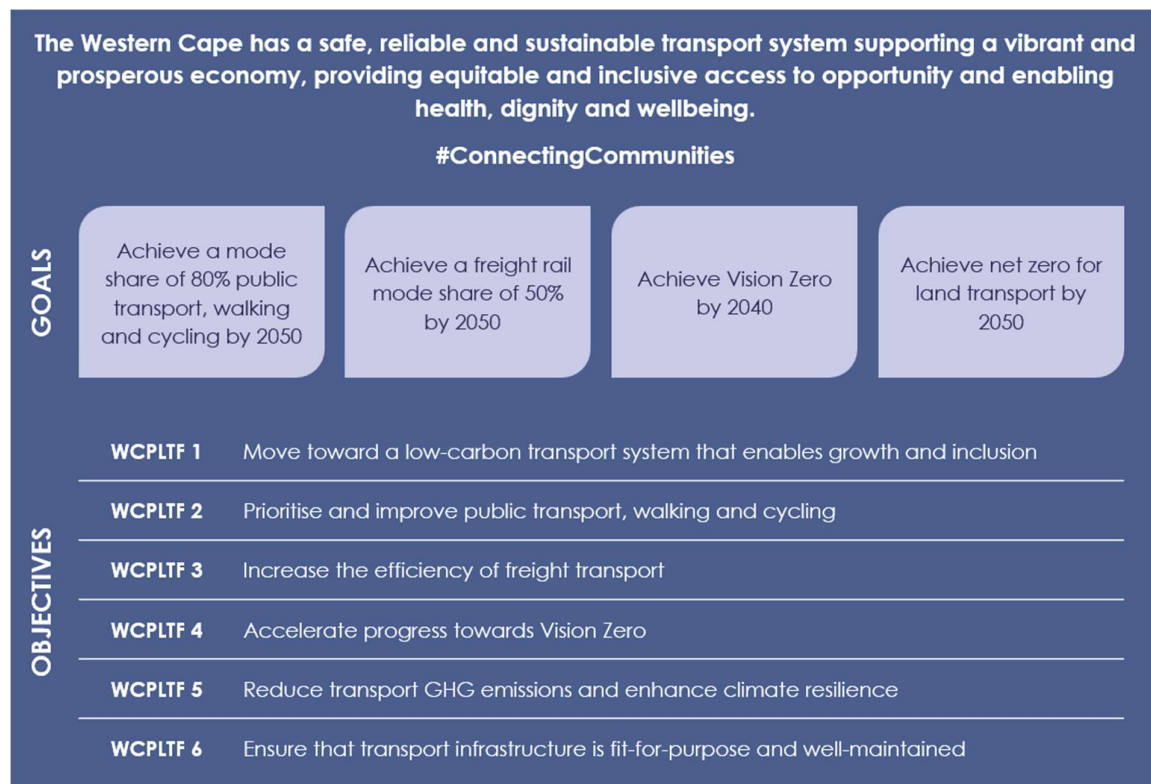 The Western Cape has a safe, reliable and sustainable transport system supporting a vibrant and
prosperous economy, providing equitable and inclusive access to opportunity and enabling
health, dignity and wellbeing.
#ConnectingCommunities
GOALS
Achieve a mode
share of 80% public
transport, walking
and cycling by 2050
Achieve a freight rail
mode share of 50%
by 2050
Achieve Vision Zero
by 2040
Achieve net zero for
land transport by
2050
OBJECTIVES
WCPLTF 1 Move toward a low-carbon transport system that enables growth and inclusion
WCPLTF 2 Prioritise and improve public transport, walking and cycling
WCPLTF 3 Increase the efficiency of freight transport
WCPLTF 4 Accelerate progress towards Vision Zero
WCPLTF 5 Reduce transport GHG emissions and enhance climate resilience
WCPLTF 6 Ensure that transport infrastructure is fit-for-purpose and well-maintained